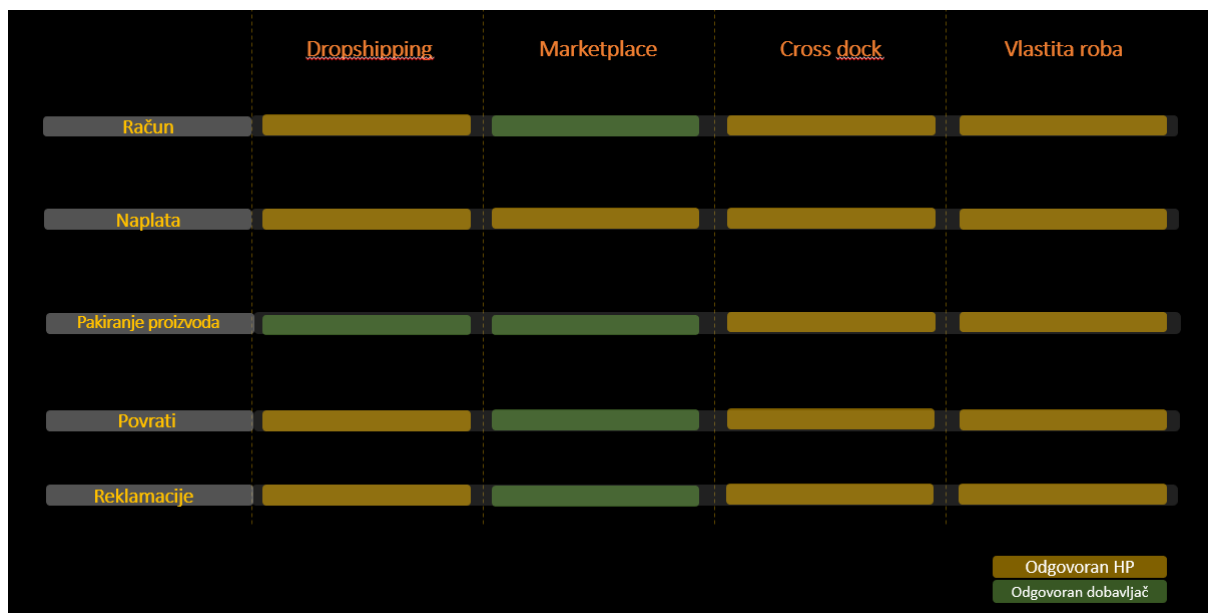 Dropshipping
Marketplace
Cross dock
Vlastita roba
Račun
Naplata
Pakiranje proizvoda
Povrati
Reklamacije
Odgovoran HP
Odgovoran dobavljač